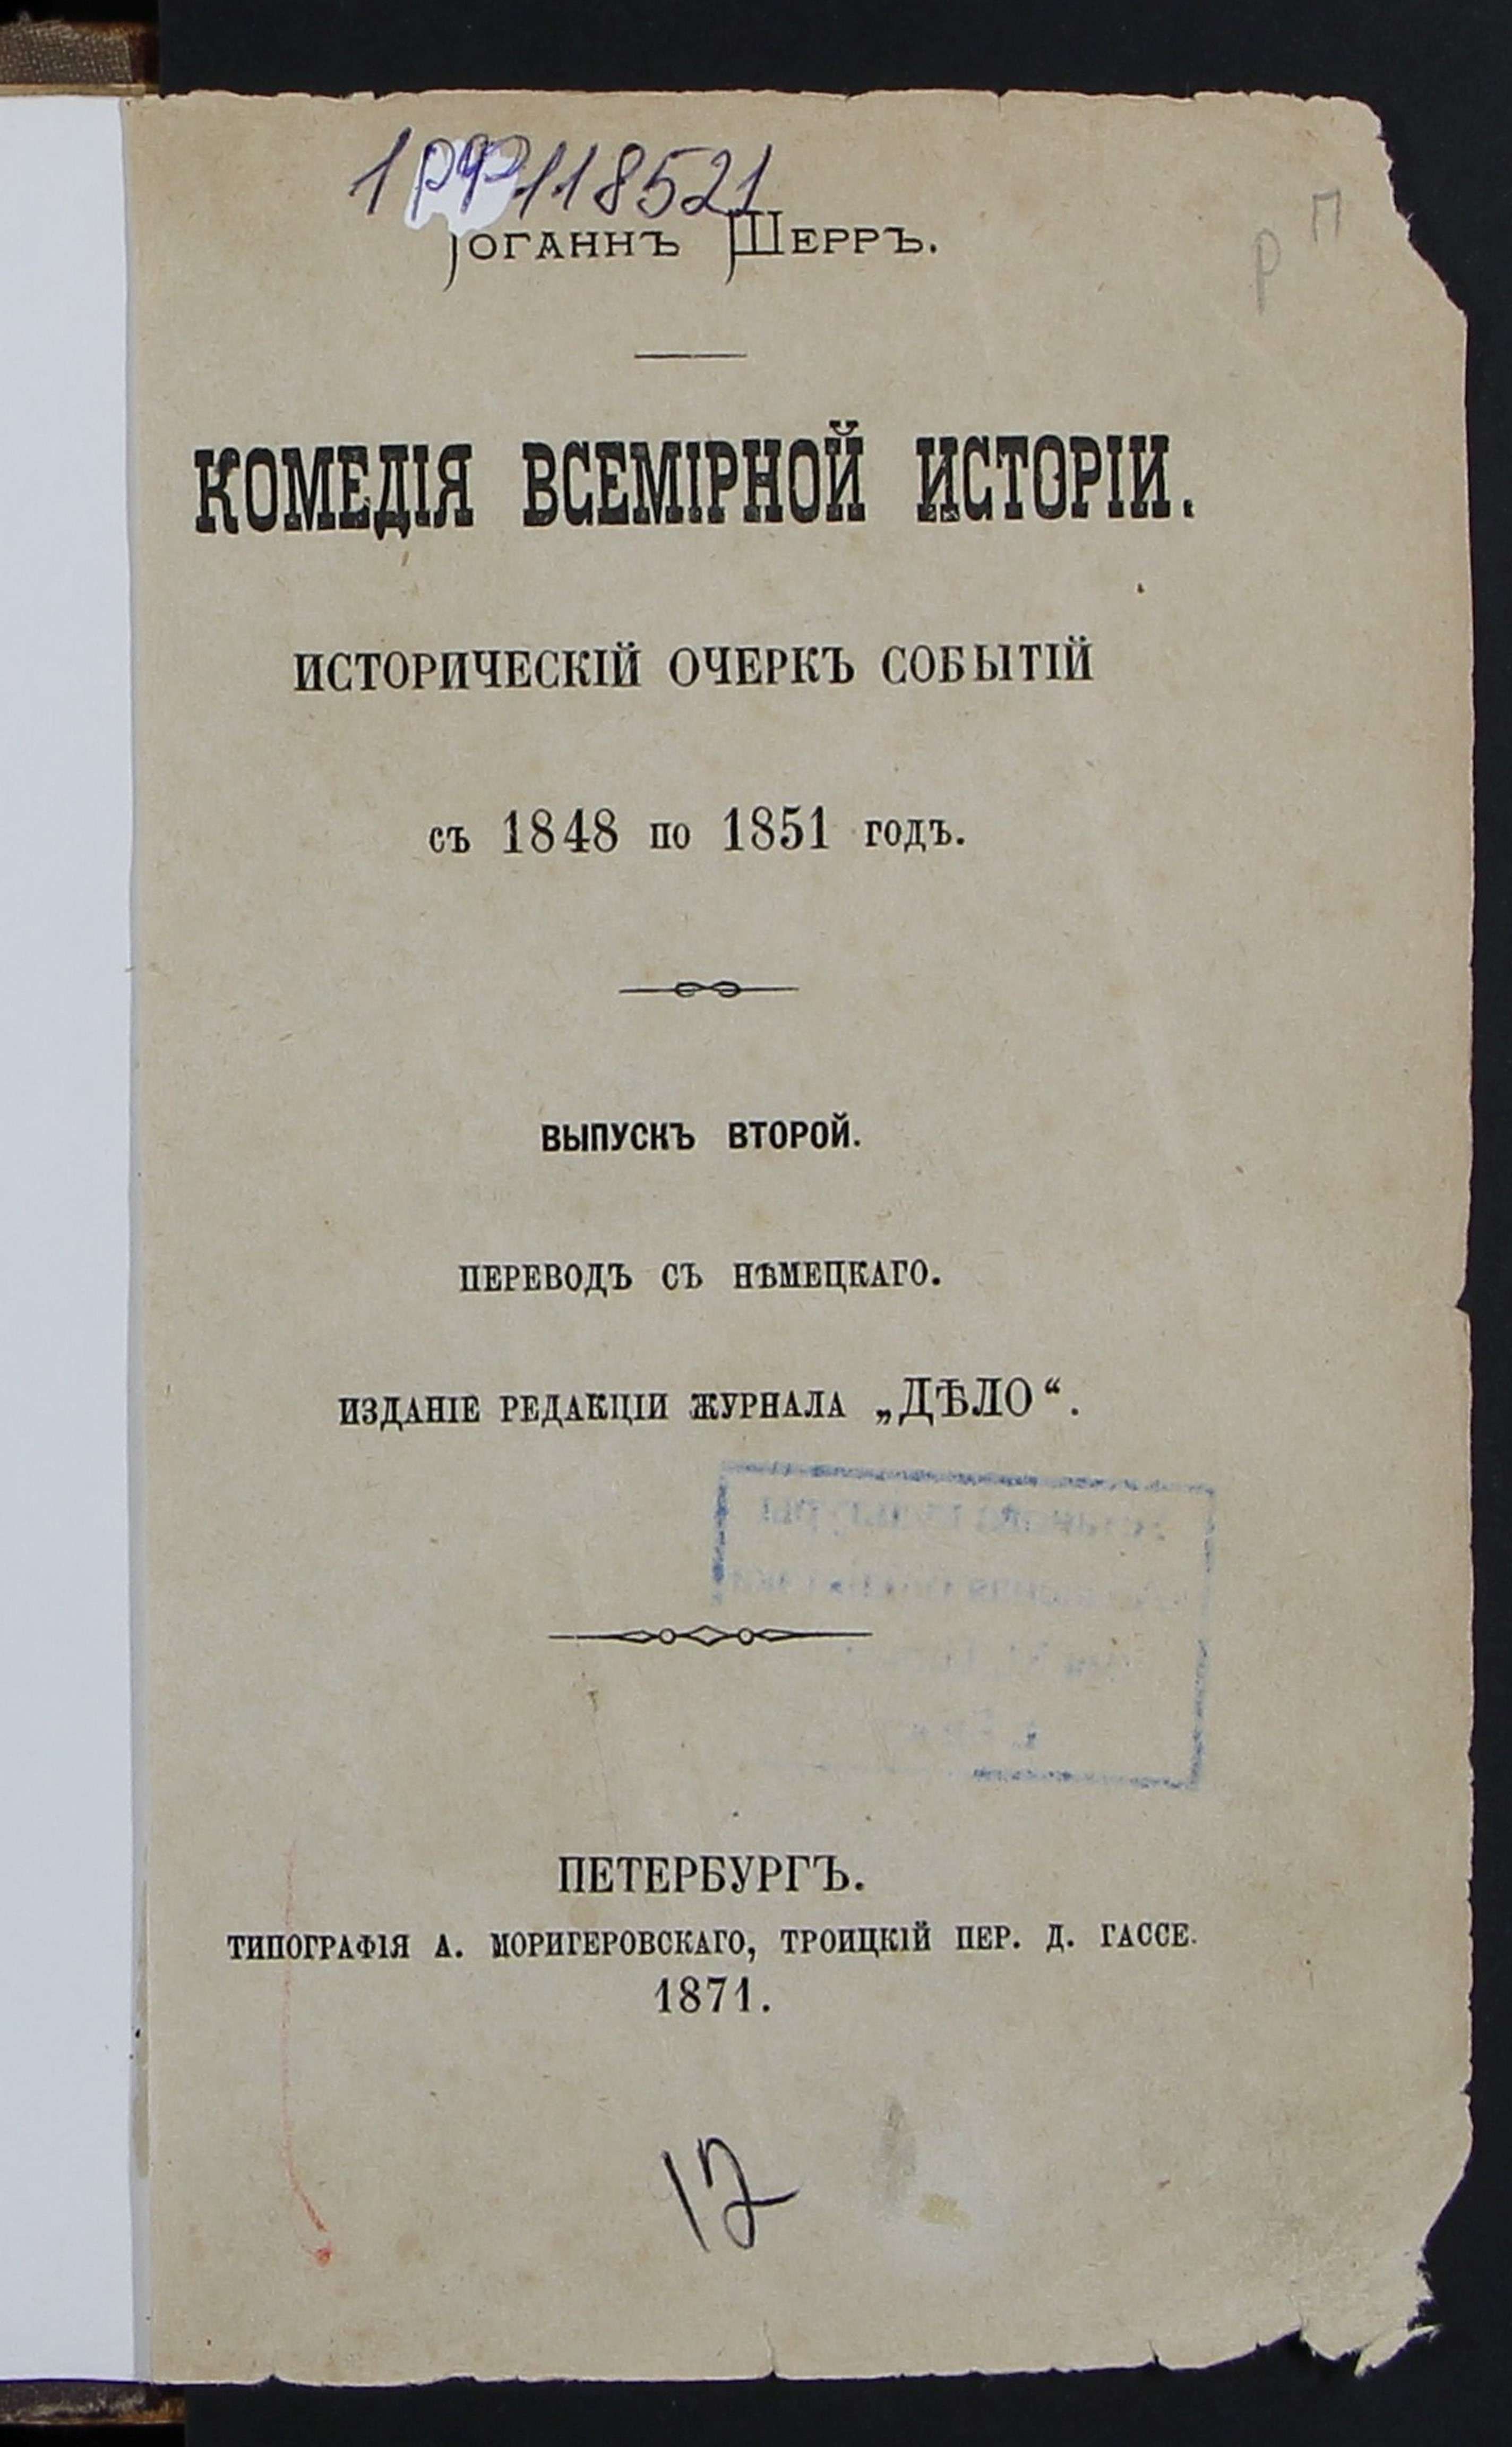 1РФ118521
Іоганнъ Шерръ.
Р П
КОМЕДІЯ ВСЕМІРНОЙ ИСТОРІИ.
ИСТОРИЧЕСКІЙ ОЧЕРКЪ СОБЫТІЙ
съ 1848 по 1851 годъ.
ВЫПУСКЪ ВТОРОЙ.
ПЕРЕВОДЪ СЪ НѢМЕЦКАГО.
ИЗДАНІЕ РЕДАКЦІИ ЖУРНАЛА „ДѢЛО“.
ПЕТЕРБУРГЪ.
ТИПОГРАФІЯ А. МОРИГЕРОВСКАГО, ТРОИЦКІЙ ПЕР. Д. ГАССЕ.
1871.
12